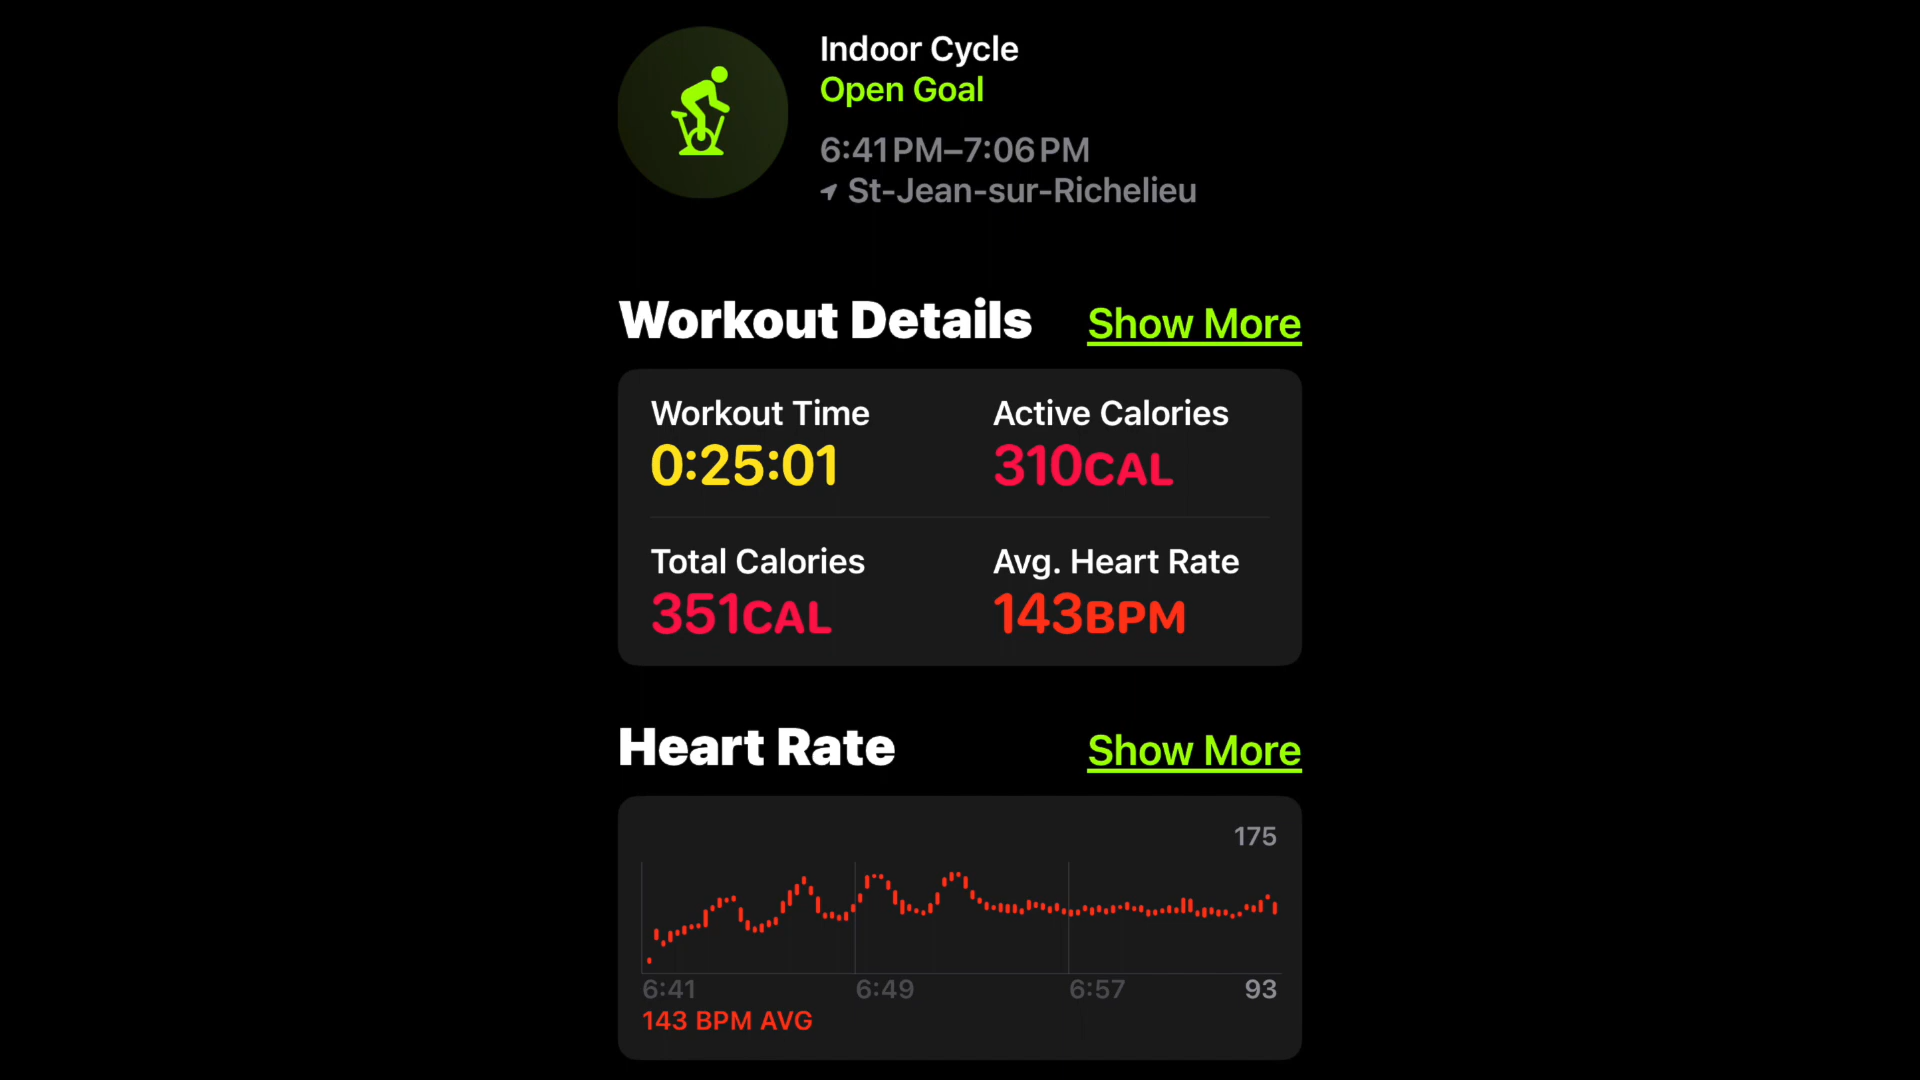 Indoor Cycle
Open Goal
6:41PM–7:06PM
St-Jean-sur-Richelieu
Workout Details
Show More
Workout Time
Active Calories
0:25:01
310CAL
Total Calories
Avg. Heart Rate
351CAL
143BPM
Heart Rate
Show More
175
6:41
6:49
6:57
93
143 BPM AVG